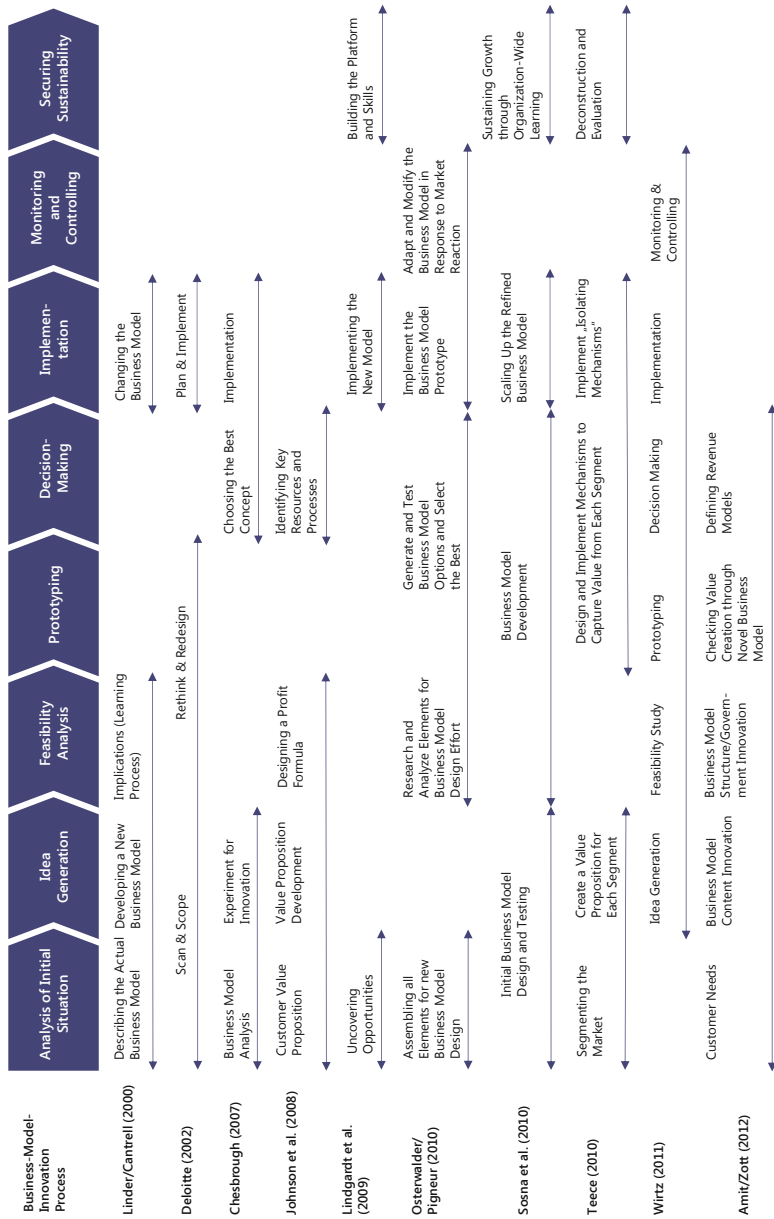 Business-Model-
Innovation
Process
Analysis of Initial
Situation
Idea
Generation
Feasibility
Analysis
Prototyping
Decision-
Making
Implemen-
tation
Monitoring
and
Controlling
Securing
Sustainability
Linder/Cantrell (2000)
Describing the Actual
Business Model
Developing a New
Business Model
Implications (Learning
Process)
Changing the
Business Model
Deloitte (2002)
Scan & Scope
Rethink & Redesign
Plan & Implement
Chesbrough (2007)
Business Model
Analysis
Experiment for
Innovation
Choosing the Best
Concept
Implementation
Johnson et al. (2008)
Customer Value
Proposition
Value Proposition
Development
Designing a Profit
Formula
Identifying Key
Resources and
Processes
Lindgardt et al.
(2009)
Uncovering
Opportunities
Implementing the
New Model
Building the Platform
and Skills
Osterwalder/
Pigneur (2010)
Assembling all
Elements for new
Business Model
Design
Research and
Analyze Elements for
Business Model
Design Effort
Generate and Test
Business Model
Options and Select
the Best
Implement the
Business Model
Prototype
Adapt and Modify the
Business Model in
Response to Market
Reaction
Sosna et al. (2010)
Initial Business Model
Design and Testing
Business Model
Development
Scaling Up the Refined
Business Model
Sustaining Growth
through
Organization-Wide
Learning
Teece (2010)
Segmenting the
Market
Create a Value
Proposition for
Each Segment
Design and Implement Mechanisms to
Capture Value from Each Segment
Implement „Isolating
Mechanisms“
Deconstruction and
Evaluation
Wirtz (2011)
Idea Generation
Feasibility Study
Prototyping
Decision Making
Implementation
Monitoring &
Controlling
Amit/Zott (2012)
Customer Needs
Business Model
Content Innovation
Business Model
Structure/Govern-
ment Innovation
Checking Value
Creation through
Novel Business
Model
Defining Revenue
Models